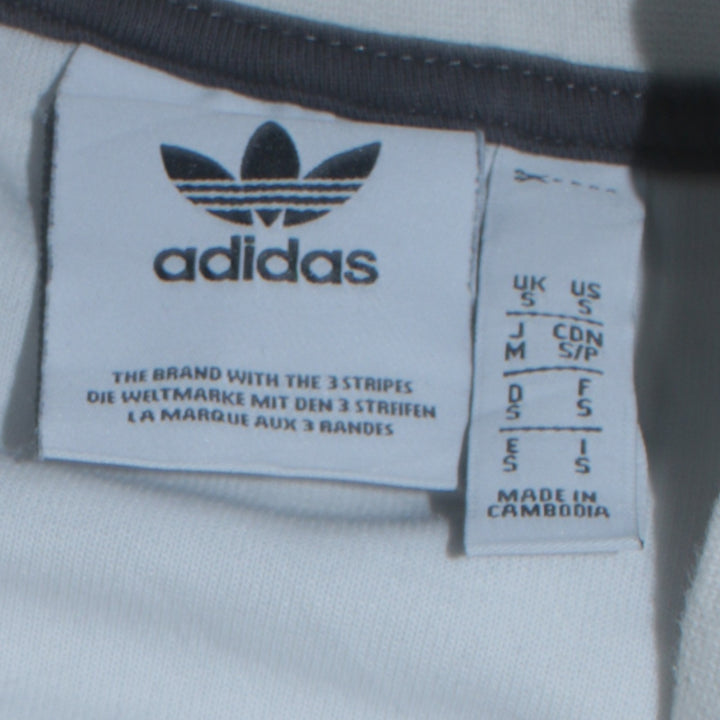 adidas
THE BRAND WITH THE 3 STRIPES
DIE WELTMARKE MIT DEN 3 STREIFEN
LA MARQUE AUX 3 BANDES
UK US
S S
J CDN
M S/P
D F
S S
E I
S S
MADE IN
CAMBODIA